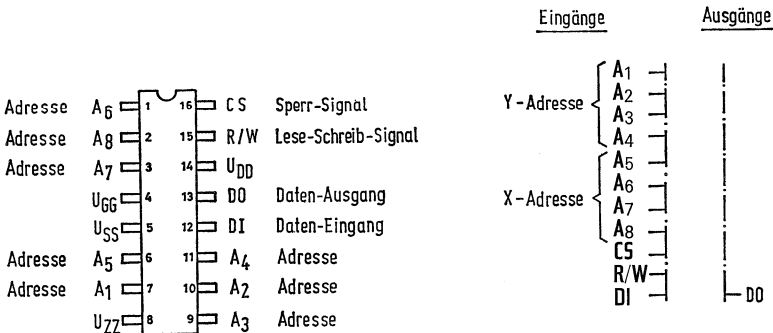 Eingänge Ausgänge
Adresse A6 1 16 CS Sperr-Signal
Adresse A8 2 15 R/W Lese-Schreib-Signal
Adresse A7 3 14 UDD
UGG 4 13 DO Daten-Ausgang
USS 5 12 DI Daten-Eingang
Adresse A5 6 11 A4 Adresse
Adresse A1 7 10 A2 Adresse
UZZ 8 9 A3 Adresse
Y-Adresse
A1
A2
A3
A4
X-Adresse
A5
A6
A7
A8
CS
R/W
DI DO